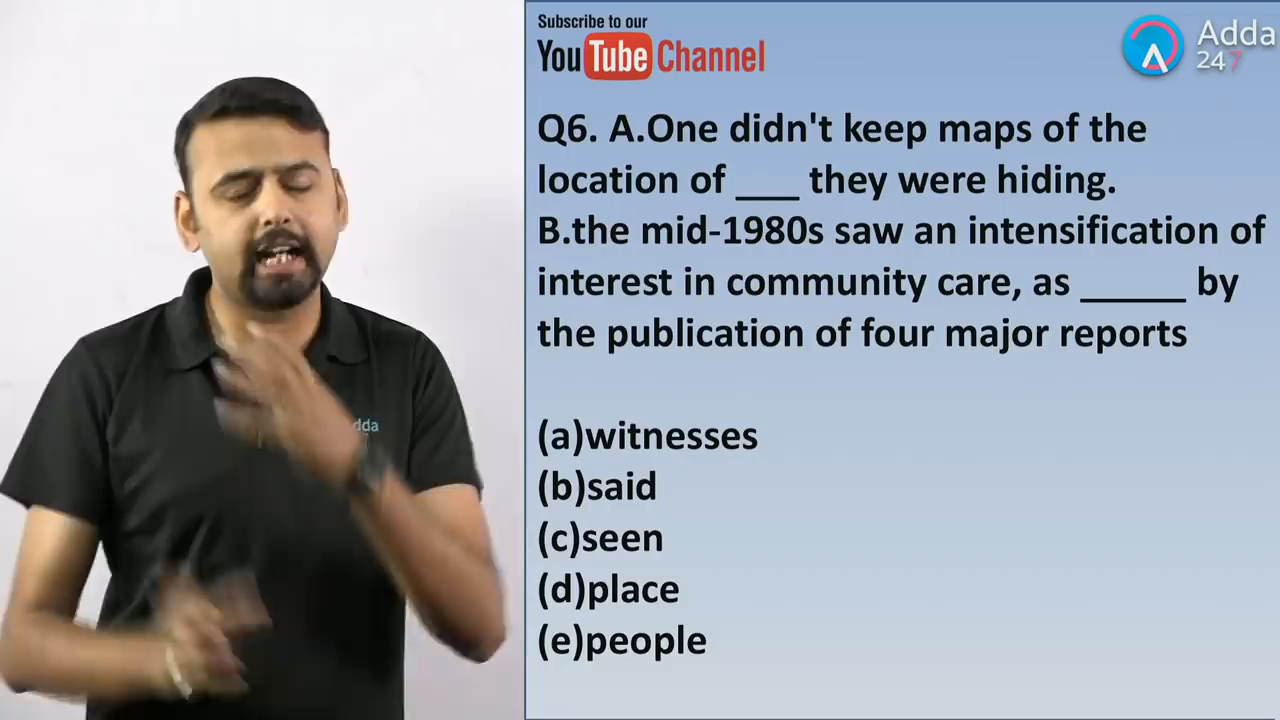 Subscribe to our
YouTube Channel
Adda
247
Q6. A.One didn't keep maps of the
location of ___ they were hiding.
B.the mid-1980s saw an intensification of
interest in community care, as _____ by
the publication of four major reports
(a)witnesses
(b)said
(c)seen
(d)place
(e)people
dda